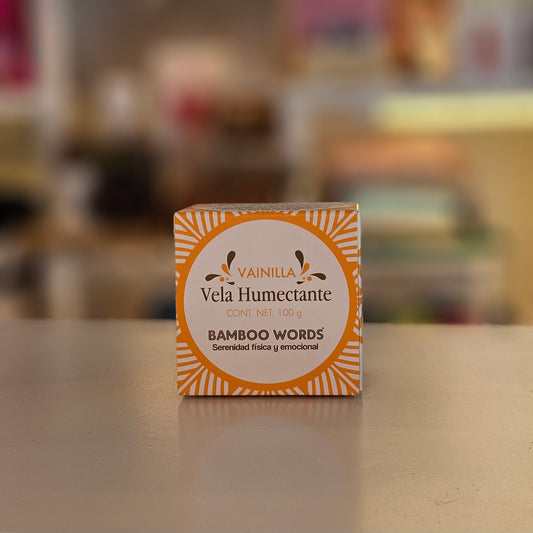 VAINILLA
Vela Humectante
CONT. NET. 100 g
BAMBOO WORDS
Serenidad física y emocional